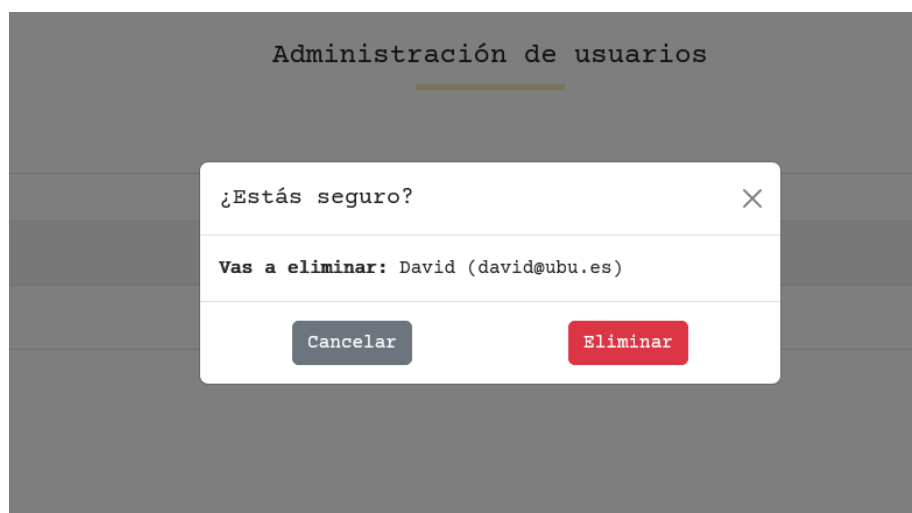 Administración de usuarios
¿Estás seguro?
Vas a eliminar: David (david@ubu.es)
Cancelar
Eliminar